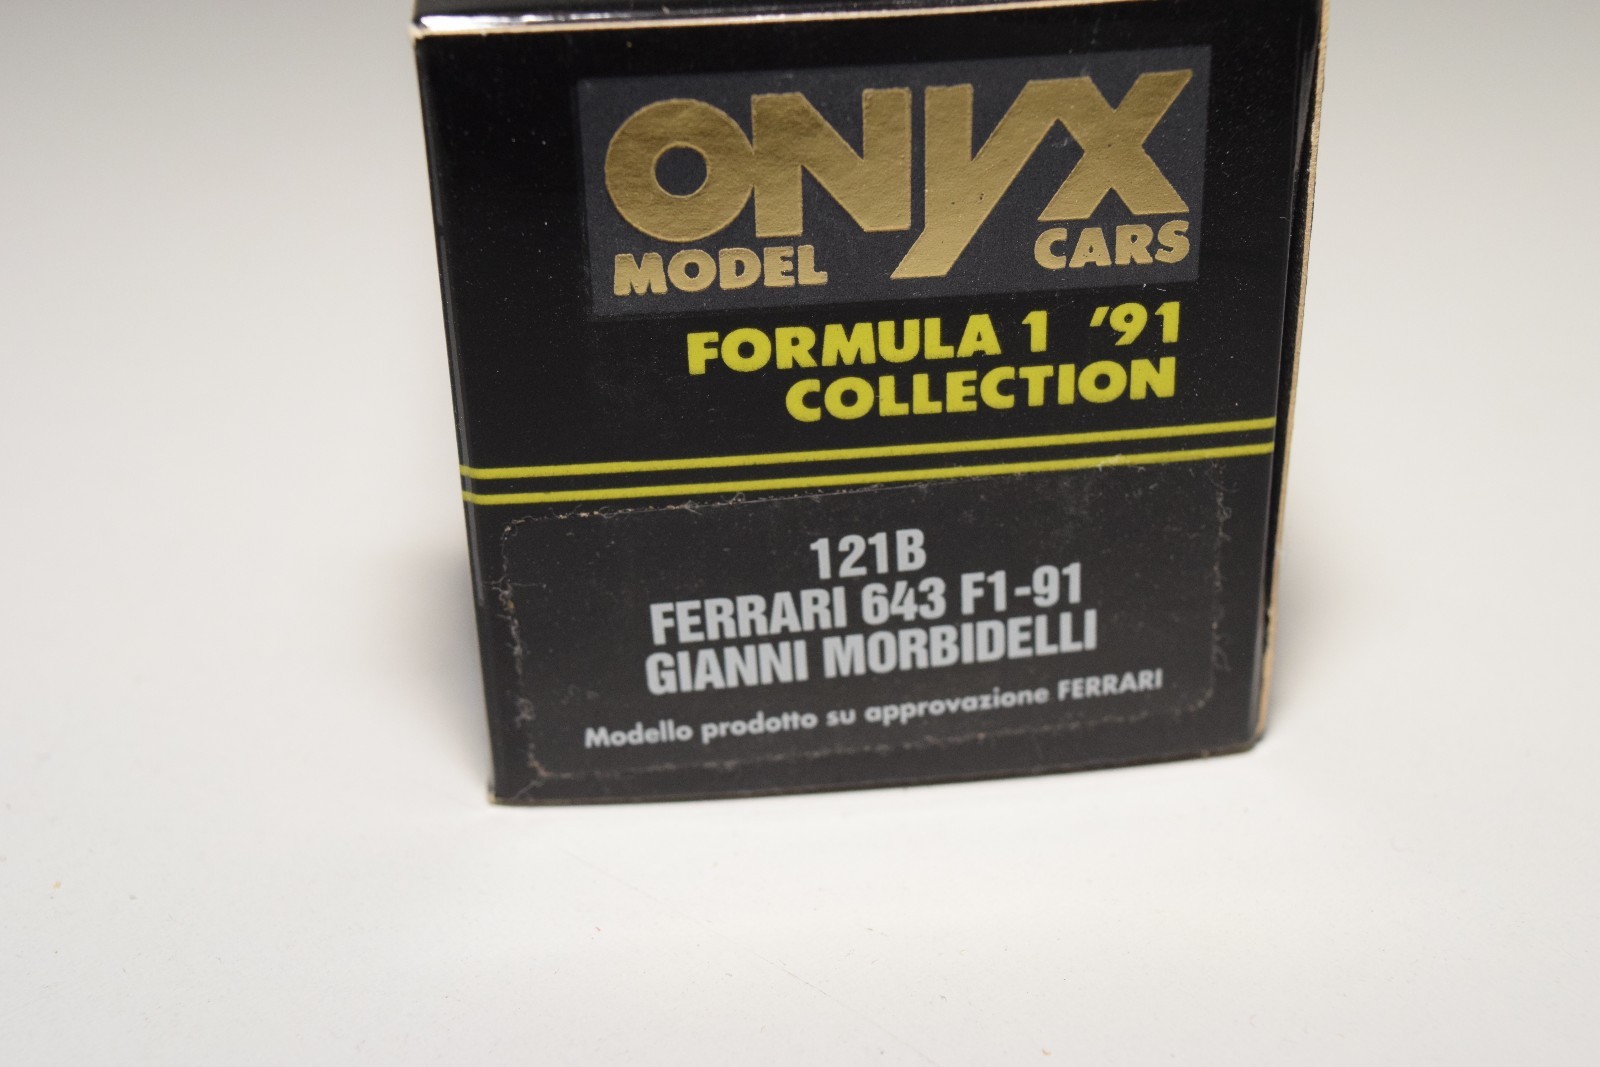 ONYX
MODEL CARS
FORMULA 1 '91
COLLECTION
121B
FERRARI 643 F1-91
GIANNI MORBIDELLI
Modello prodotto su approvazione FERRARI